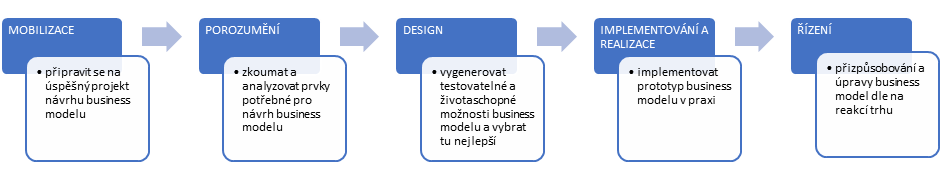 MOBILIZACE
• připravit se na
úspěšný projekt
návrhu business
modelu
POROZUMĚNÍ
• zkoumat a
analyzovat prvky
potřebné pro
návrh business
modelu
DESIGN
• vygenerovat
testovatelné a
životaschopné
možnosti business
modelu a vybrat
tu nejlepší
IMPLEMENTOVÁNÍ A
REALIZACE
• implementovat
prototyp business
modelu v praxi
ŘÍZENÍ
• přizpůsobování a
úpravy business
model dle na
reakcí trhu